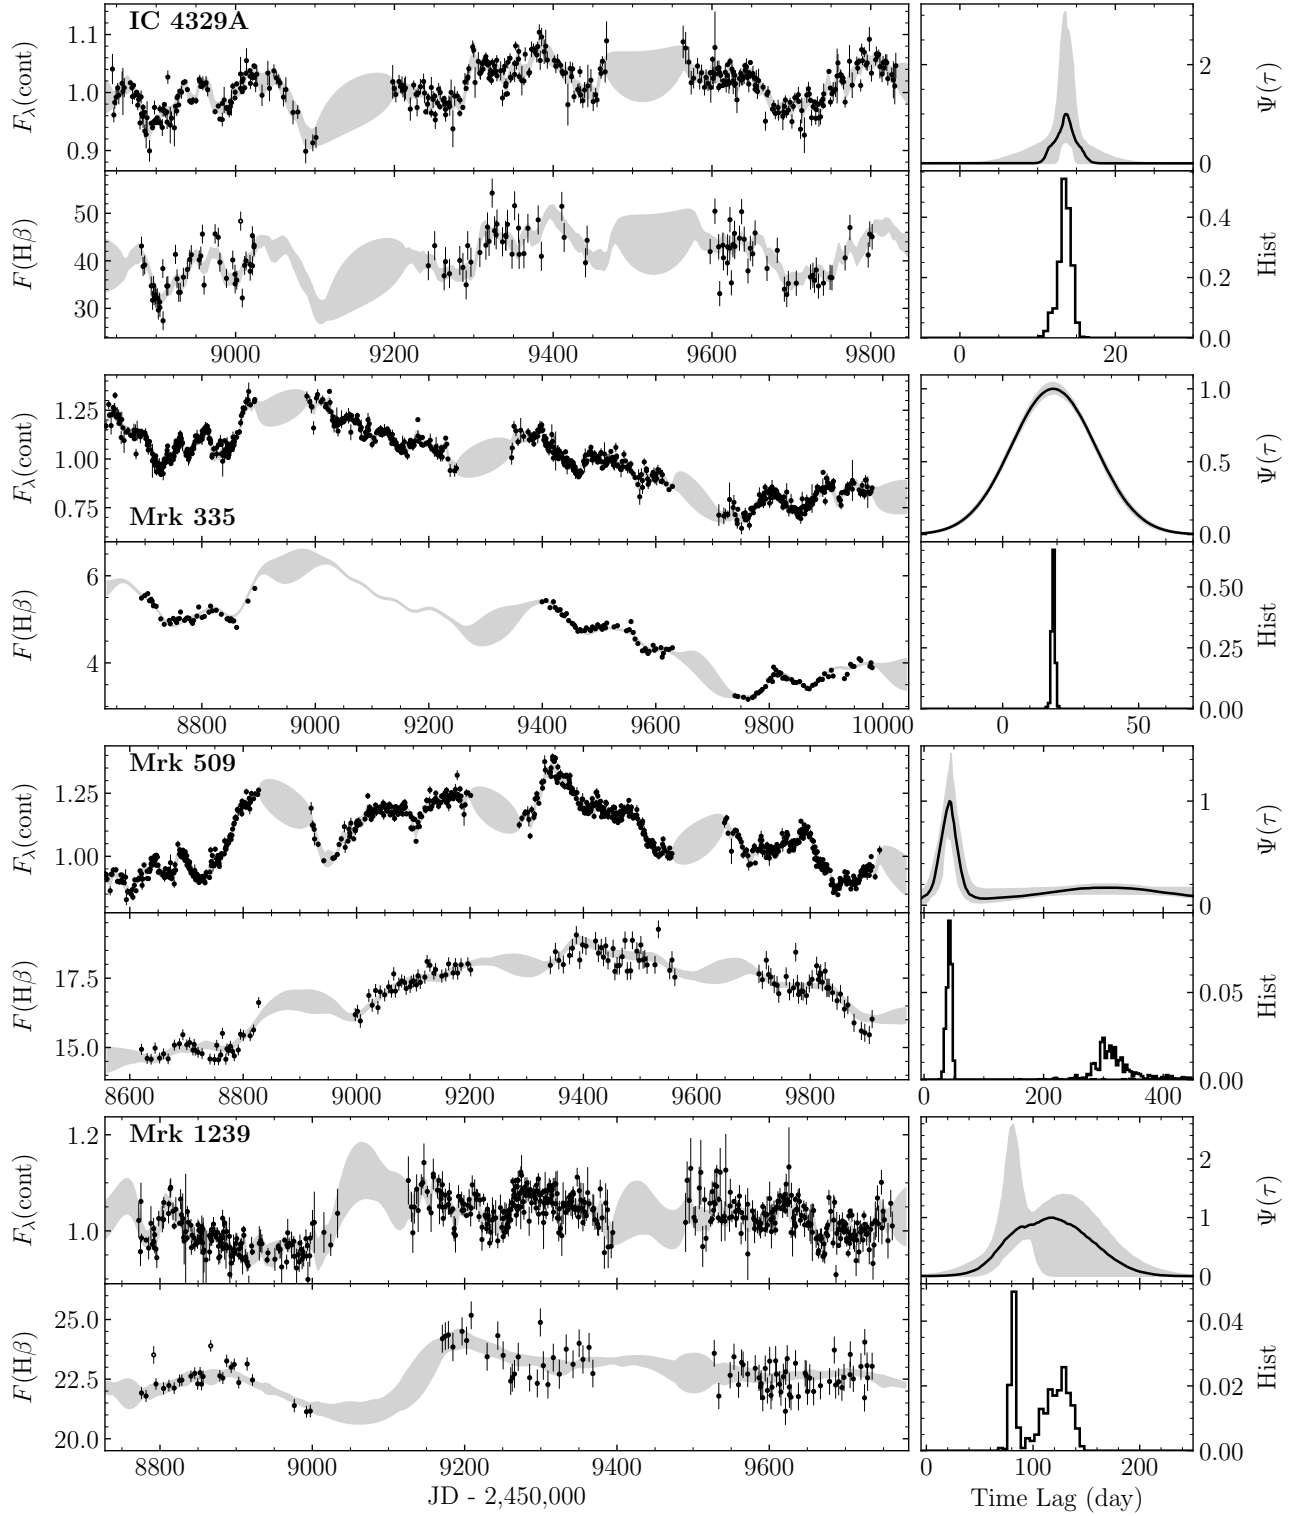 IC 4329A
F_λ(cont)
1.1
1.0
0.9
Ψ(τ)
2
0
F(Hβ)
50
40
30
9000 9200 9400 9600 9800
Hist
0.4
0.2
0.0
0 20
Mrk 335
F_λ(cont)
1.25
1.00
0.75
Ψ(τ)
1.0
0.5
0.0
F(Hβ)
6
4
8800 9000 9200 9400 9600 9800 10000
Hist
0.50
0.25
0.00
0 50
Mrk 509
F_λ(cont)
1.25
1.00
Ψ(τ)
1
0
F(Hβ)
17.5
15.0
8600 8800 9000 9200 9400 9600 9800
Hist
0.05
0.00
0 200 400
Mrk 1239
F_λ(cont)
1.2
1.0
Ψ(τ)
2
1
0
F(Hβ)
25.0
22.5
20.0
8800 9000 9200 9400 9600
JD - 2,450,000
Hist
0.04
0.02
0.00
0 100 200
Time Lag (day)